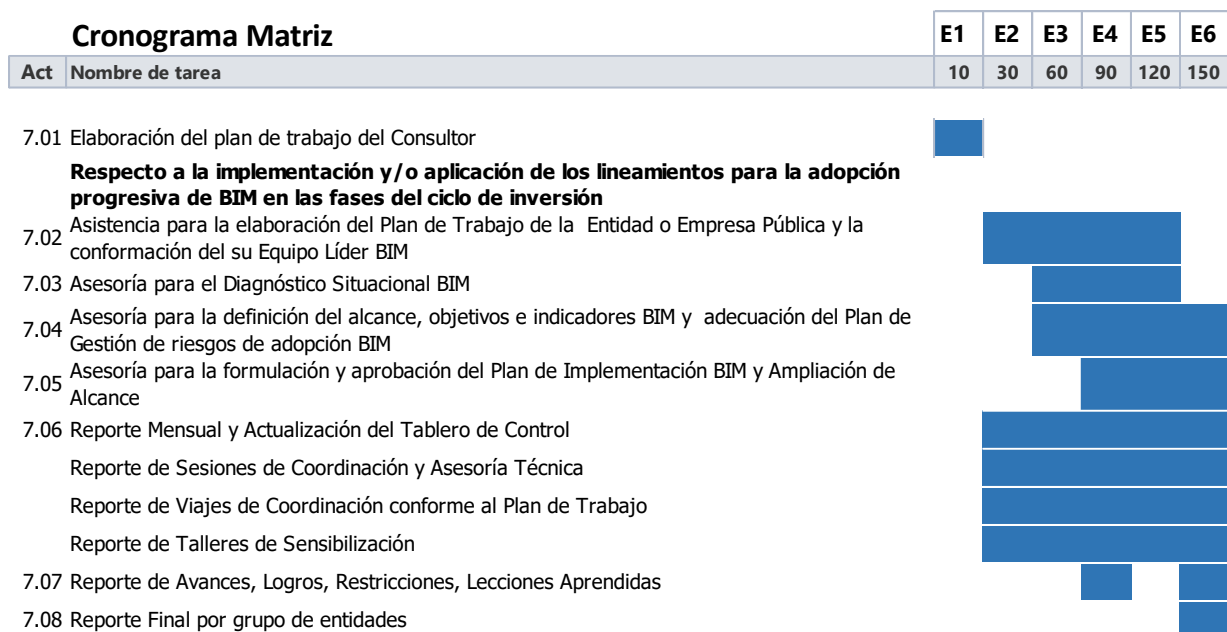 Cronograma Matriz E1 E2 E3 E4 E5 E6
Act Nombre de tarea 10 30 60 90 120 150
7.01 Elaboración del plan de trabajo del Consultor
Respecto a la implementación y/o aplicación de los lineamientos para la adopción
progresiva de BIM en las fases del ciclo de inversión
7.02 Asistencia para la elaboración del Plan de Trabajo de la Entidad o Empresa Pública y la
conformación del su Equipo Líder BIM
7.03 Asesoría para el Diagnóstico Situacional BIM
7.04 Asesoría para la definición del alcance, objetivos e indicadores BIM y adecuación del Plan de
Gestión de riesgos de adopción BIM
7.05 Asesoría para la formulación y aprobación del Plan de Implementación BIM y Ampliación de
Alcance
7.06 Reporte Mensual y Actualización del Tablero de Control
Reporte de Sesiones de Coordinación y Asesoría Técnica
Reporte de Viajes de Coordinación conforme al Plan de Trabajo
Reporte de Talleres de Sensibilización
7.07 Reporte de Avances, Logros, Restricciones, Lecciones Aprendidas
7.08 Reporte Final por grupo de entidades